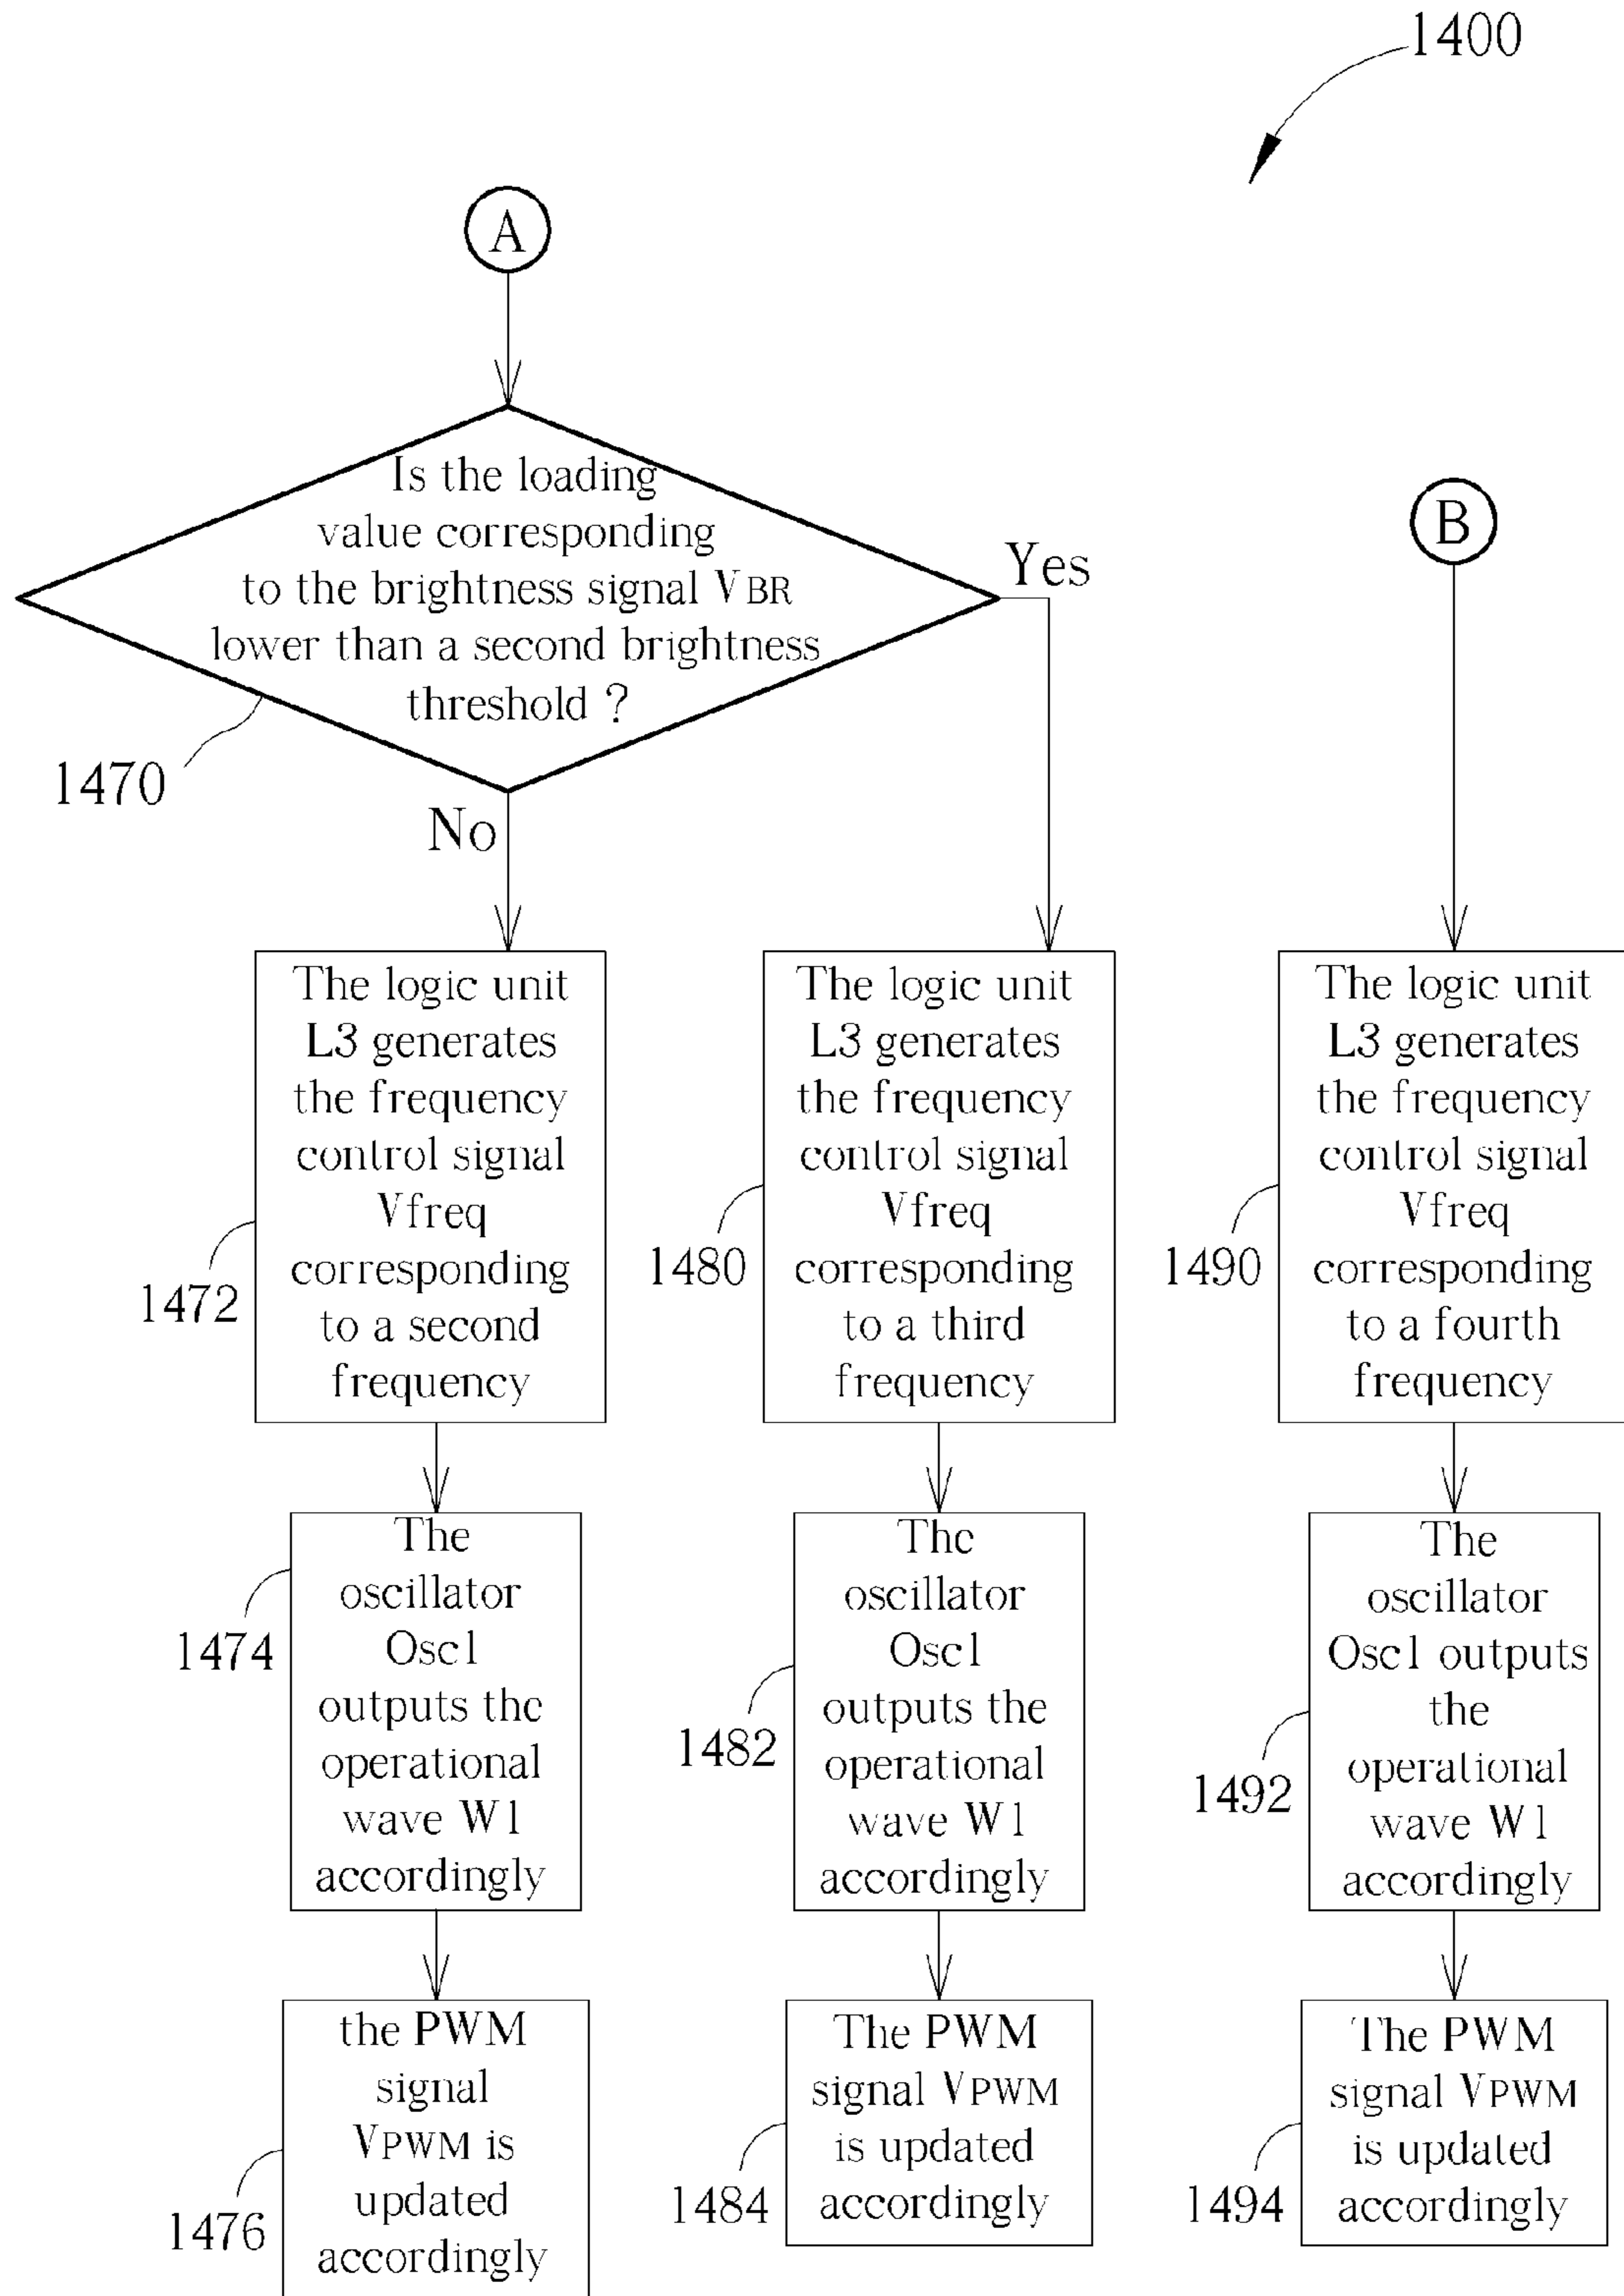 1400
A
Is the loading
value corresponding
to the brightness signal VBR
lower than a second brightness
threshold ?
1470
Yes
No
B
The logic unit
L3 generates
the frequency
control signal
Vfreq
corresponding
to a second
frequency
1472
The logic unit
L3 generates
the frequency
control signal
Vfreq
corresponding
to a third
frequency
1480
The logic unit
L3 generates
the frequency
control signal
Vfreq
corresponding
to a fourth
frequency
1490
The
oscillator
Osc1
outputs the
operational
wave W1
accordingly
1474
The
oscillator
Osc1
outputs the
operational
wave W1
accordingly
1482
The
oscillator
Osc1 outputs
the
operational
wave W1
accordingly
1492
the PWM
signal
VPWM is
updated
accordingly
1476
The PWM
signal VPWM
is updated
accordingly
1484
The PWM
signal VPWM
is updated
accordingly
1494